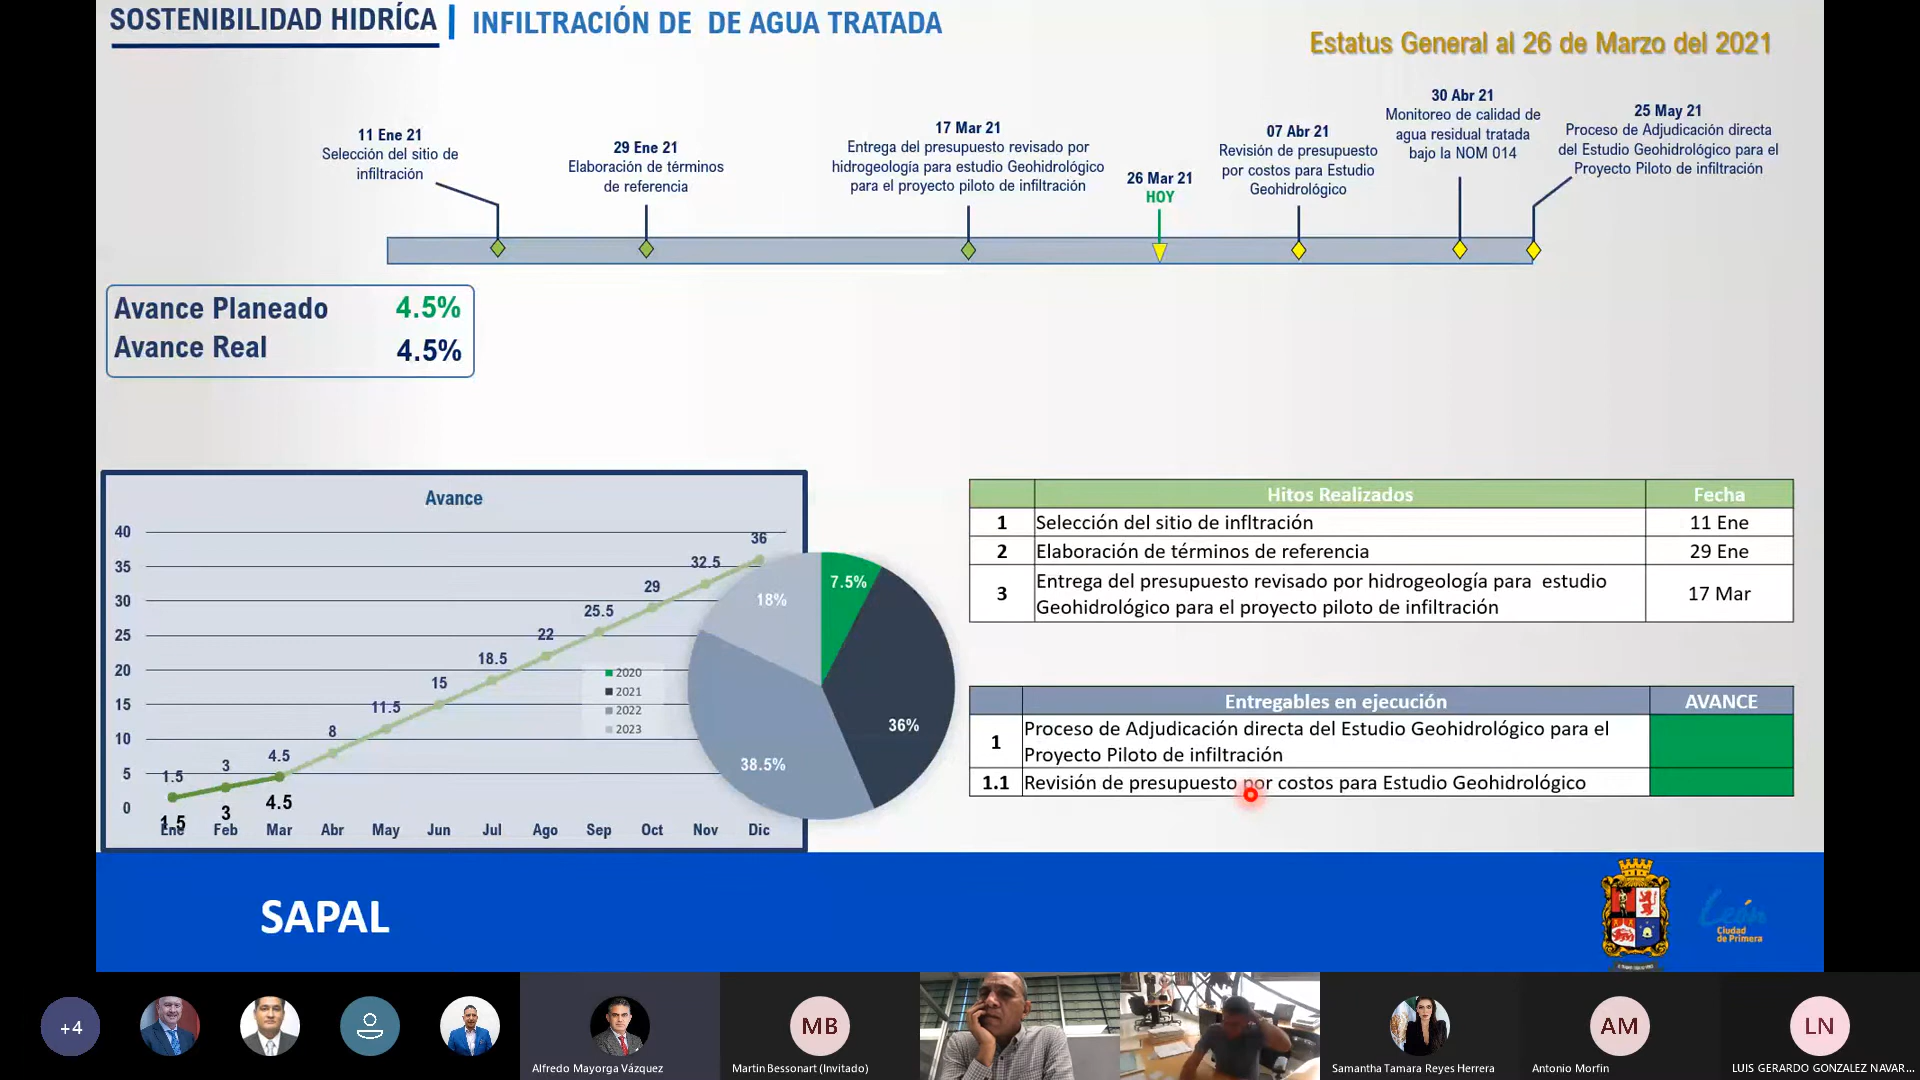 SOSTENIBILIDAD HIDRÍCA
INFILTRACIÓN DE  DE AGUA TRATADA
Estatus General al 26 de Marzo del 2021
11 Ene 21
Selección del sitio de
infiltración
29 Ene 21
Elaboración de términos
de referencia
17 Mar 21
Entrega del presupuesto revisado por
hidrogeología para estudio Geohidrológico
para el proyecto piloto de infiltración
26 Mar 21
HOY
07 Abr 21
Revisión de presupuesto
por costos para Estudio
Geohidrológico
30 Abr 21
Monitoreo de calidad de
agua residual tratada
bajo la NOM 014
25 May 21
Proceso de Adjudicación directa
del Estudio Geohidrológico para el
Proyecto Piloto de infiltración
Avance Planeado 4.5%
Avance Real 4.5%
Avance
40
35
30
25
20
15
10
5
0
1.5
3
4.5
8
11.5
15
18.5
22
25.5
29
32.5
36
1.5
3
4.5
Ene Feb Mar Abr May Jun Jul Ago Sep Oct Nov Dic
2020
2021
2022
2023
7.5%
36%
38.5%
18%
Hitos Realizados Fecha
1 Selección del sitio de infltración 11 Ene
2 Elaboración de términos de referencia 29 Ene
3 Entrega del presupuesto revisado por hidrogeología para  estudio
Geohidrológico para el proyecto piloto de infiltración 17 Mar
Entregables en ejecución AVANCE
1 Proceso de Adjudicación directa del Estudio Geohidrológico para el
Proyecto Piloto de infiltración
1.1 Revisión de presupuesto por costos para Estudio Geohidrológico
SAPAL
León
Ciudad
de Primera
+4
Alfredo Mayorga Vázquez
MB
Martin Bessonart (Invitado)
Samantha Tamara Reyes Herrera
AM
Antonio Morfin
LN
LUIS GERARDO GONZALEZ NAVAR...